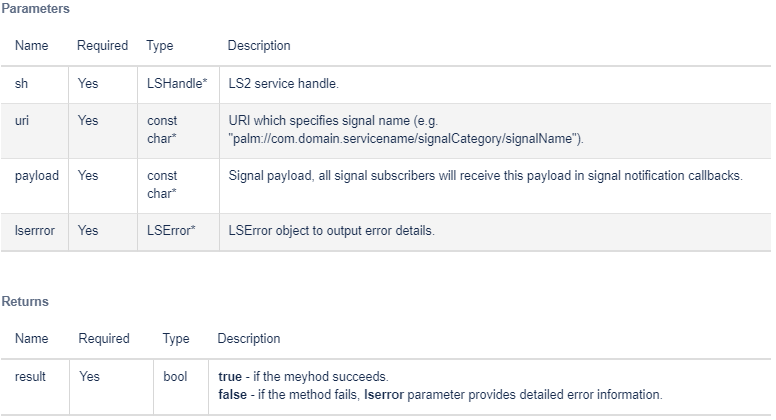 Parameters
Name Required Type Description
sh Yes LSHandle* LS2 service handle.
uri Yes const char* URI which specifies signal name (e.g.
"palm://com.domain.servicename/signalCategory/signalName").
payload Yes const char* Signal payload, all signal subscribers will receive this payload in signal notification callbacks.
lserrror Yes LSError* LSError object to output error details.
Returns
Name Required Type Description
result Yes bool true - if the meyhod succeeds.
false - if the method fails, lserror parameter provides detailed error information.